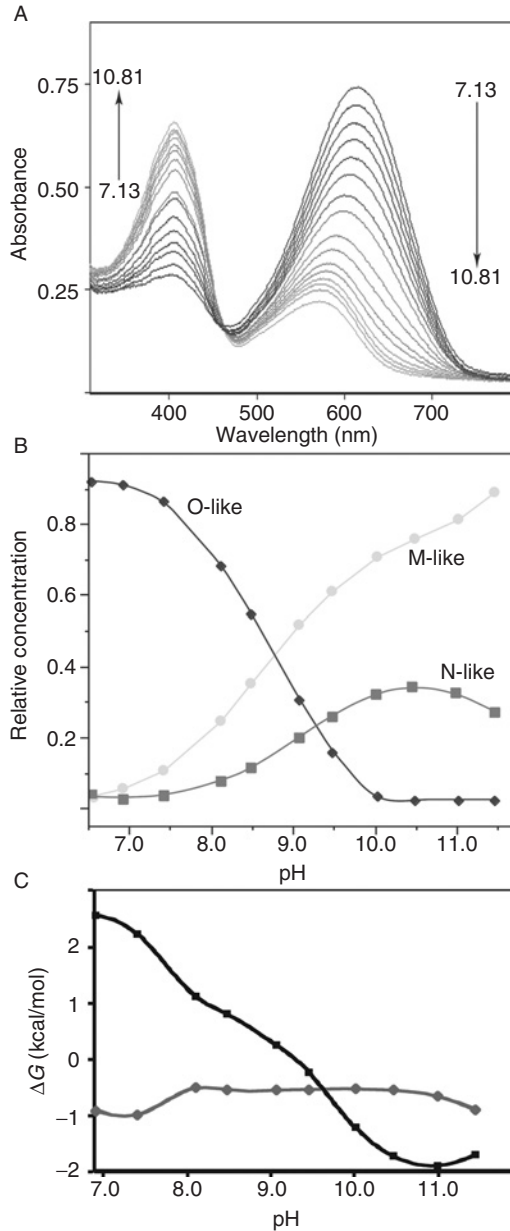 A
10.81
7.13
7.13
10.81
0.75
0.50
0.25
Absorbance
400 500 600 700
Wavelength (nm)
B
O-like
M-like
N-like
0.8
0.6
0.4
0.2
Relative concentration
7.0 8.0 9.0 10.0 11.0
pH
C
2
1
0
−1
−2
ΔG (kcal/mol)
7.0 8.0 9.0 10.0 11.0
pH